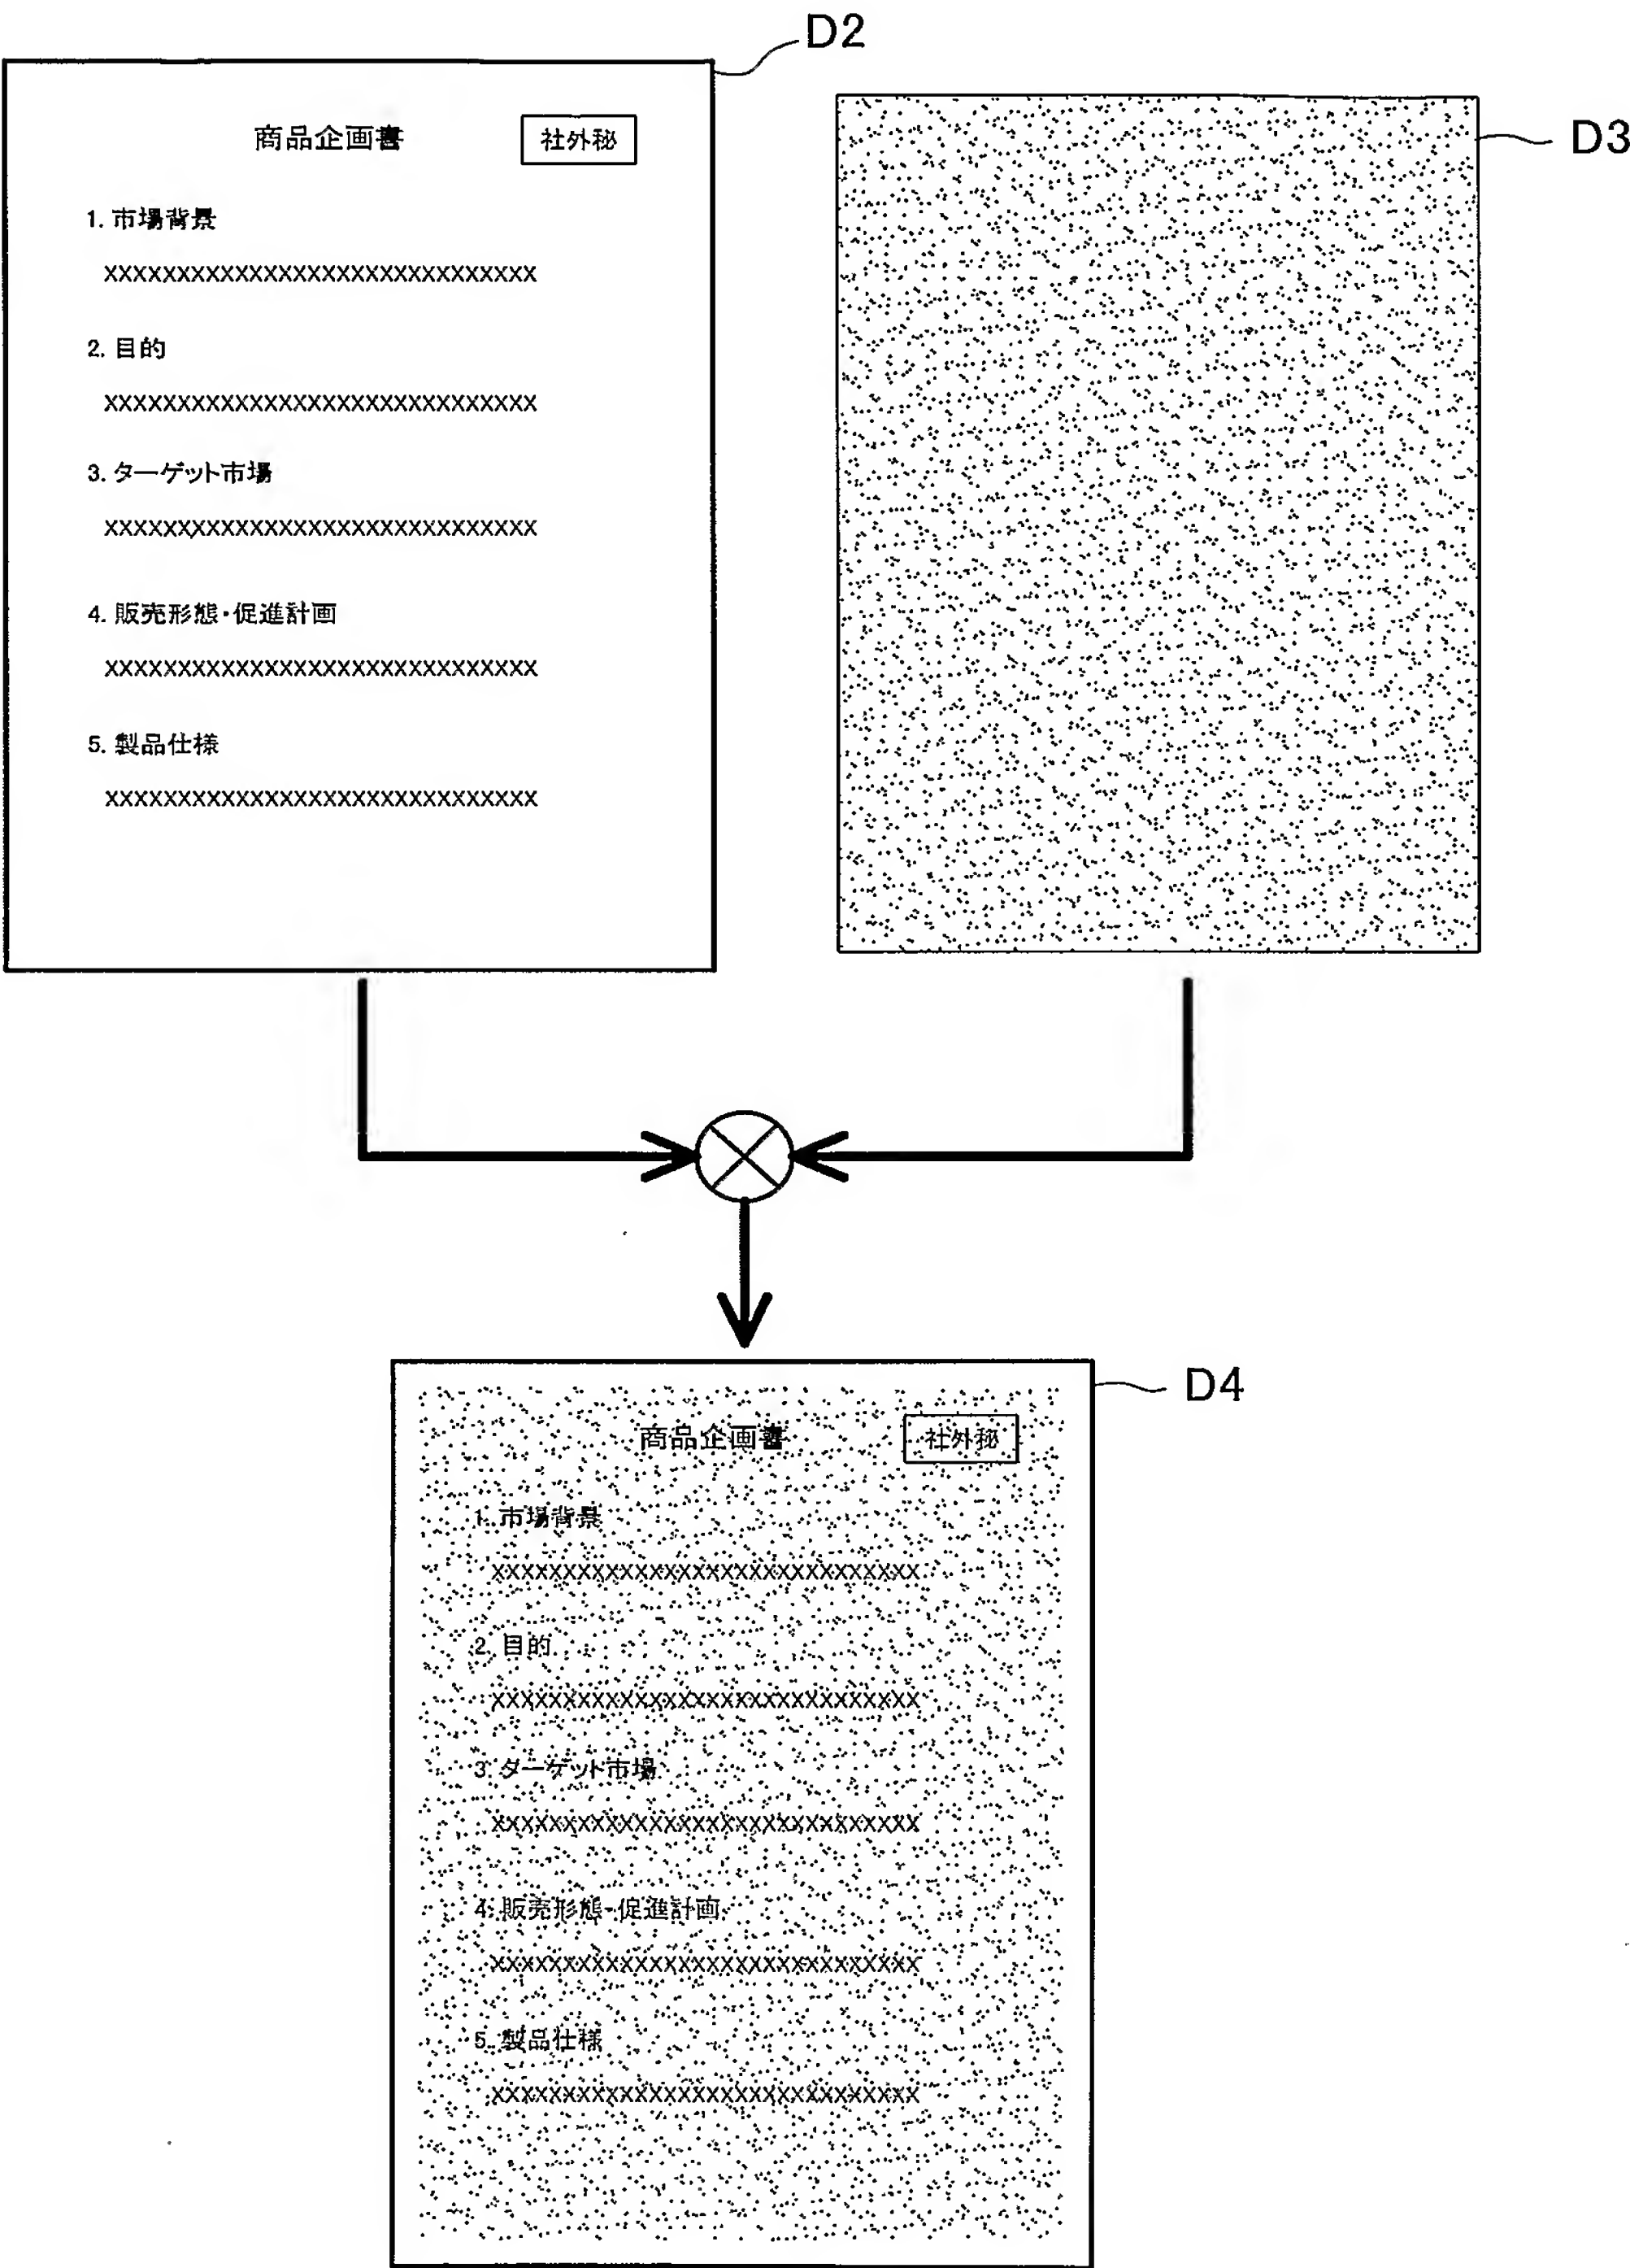 D2
商品企画書 社外秘
1. 市場背景
XXXXXXXXXXXXXXXXXXXXXXXXXXXXXX
2. 目的
XXXXXXXXXXXXXXXXXXXXXXXXXXXXXX
3. ターゲット市場
XXXXXXXXXXXXXXXXXXXXXXXXXXXXXX
4. 販売形態・促進計画
XXXXXXXXXXXXXXXXXXXXXXXXXXXXXX
5. 製品仕様
XXXXXXXXXXXXXXXXXXXXXXXXXXXXXX
D3
D4
商品企画書 社外秘
1. 市場背景
XXXXXXXXXXXXXXXXXXXXXXXXXXXXXX
2. 目的
XXXXXXXXXXXXXXXXXXXXXXXXXXXXXX
3. ターゲット市場
XXXXXXXXXXXXXXXXXXXXXXXXXXXXXX
4. 販売形態・促進計画
XXXXXXXXXXXXXXXXXXXXXXXXXXXXXX
5. 製品仕様
XXXXXXXXXXXXXXXXXXXXXXXXXXXXXX